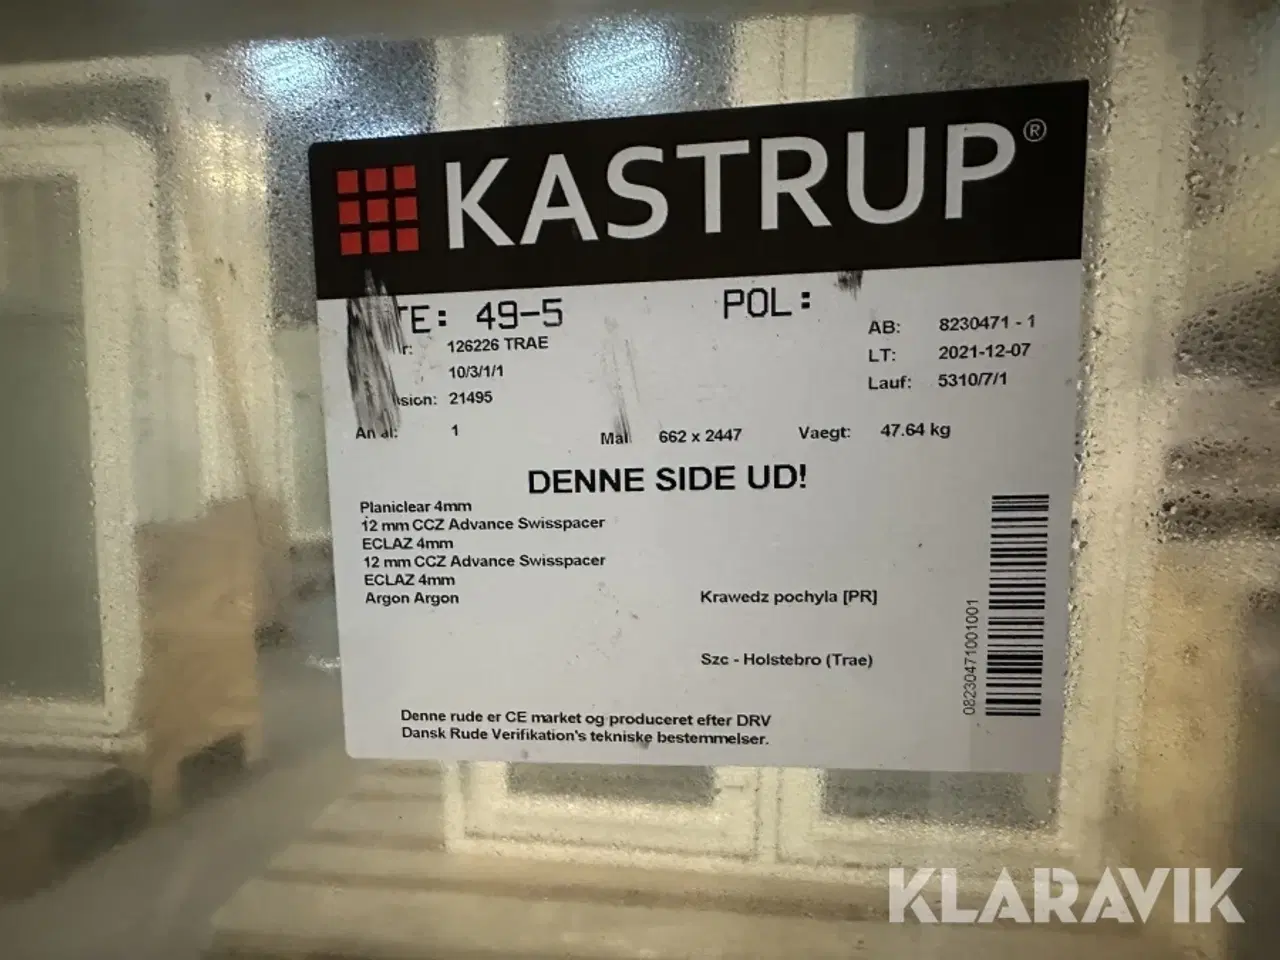 KASTRUP®
TE: 49-5 POL:
126226 TRAE
10/3/1/1
sion: 21495
1
AB: 8230471 - 1
LT: 2021-12-07
Lauf: 5310/7/1
Mal 662 x 2447 Vaegt: 47.64 kg
DENNE SIDE UD!
Planiclear 4mm
12 mm CCZ Advance Swisspacer
ECLAZ 4mm
12 mm CCZ Advance Swisspacer
ECLAZ 4mm
Argon Argon
Krawedz pochyla [PR]
Szc - Holstebro (Trae)
08230471001001
Denne rude er CE market og produceret efter DRV
Dansk Rude Verifikation's tekniske bestemmelser.
KLARAVIK